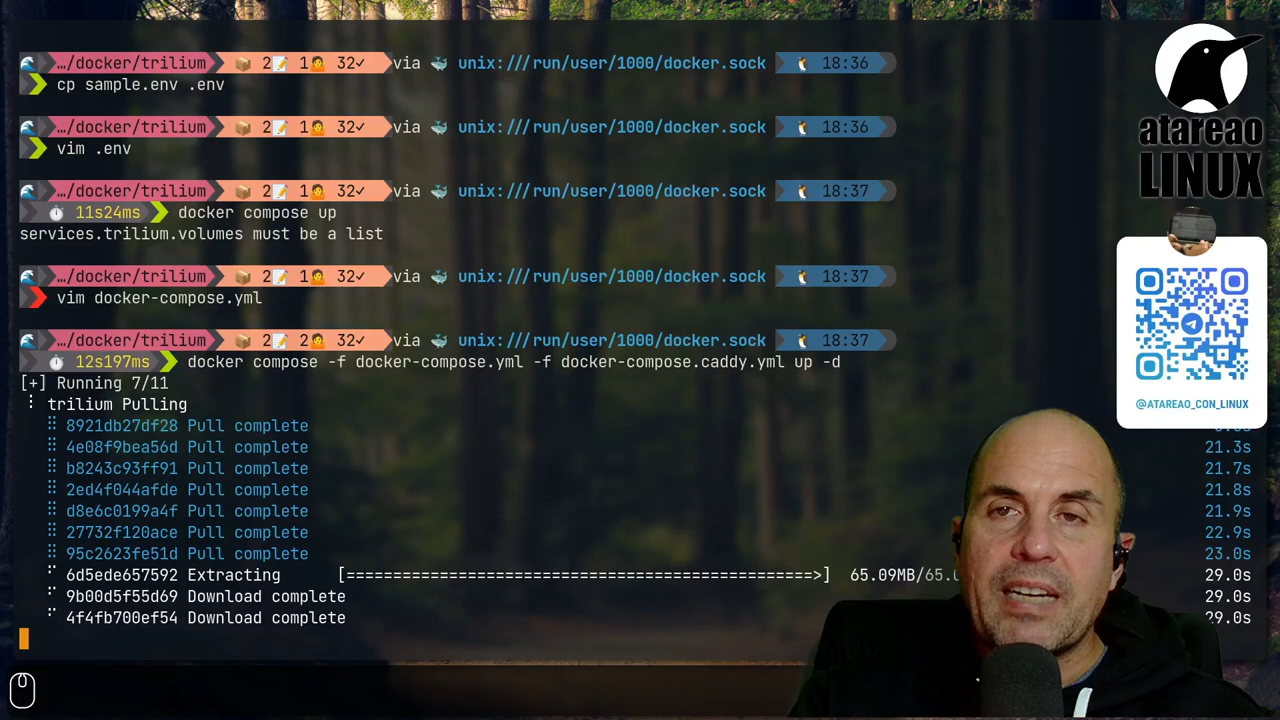 …/docker/trilium 2 1 32✓ via unix:///run/user/1000/docker.sock 18:36
cp sample.env .env
…/docker/trilium 2 1 32✓ via unix:///run/user/1000/docker.sock 18:36
vim .env
…/docker/trilium 2 1 32✓ via unix:///run/user/1000/docker.sock 18:37
11s24ms docker compose up
services.trilium.volumes must be a list
…/docker/trilium 2 1 32✓ via unix:///run/user/1000/docker.sock 18:37
vim docker-compose.yml
…/docker/trilium 2 2 32✓ via unix:///run/user/1000/docker.sock 18:37
12s197ms docker compose -f docker-compose.yml -f docker-compose.caddy.yml up -d
[+] Running 7/11
trilium Pulling
8921db27df28 Pull complete
4e08f9bea56d Pull complete 21.3s
b8243c93ff91 Pull complete 21.7s
2ed4f044afde Pull complete 21.8s
d8e6c0199a4f Pull complete 21.9s
27732f120ace Pull complete 22.9s
95c2623fe51d Pull complete 23.0s
6d5ede657592 Extracting [==================================================>] 65.09MB/65. 29.0s
9b00d5f55d69 Download complete 29.0s
4f4fb700ef54 Download complete 29.0s
atareao
LINUX
@ATAREAO_CON_LINUX